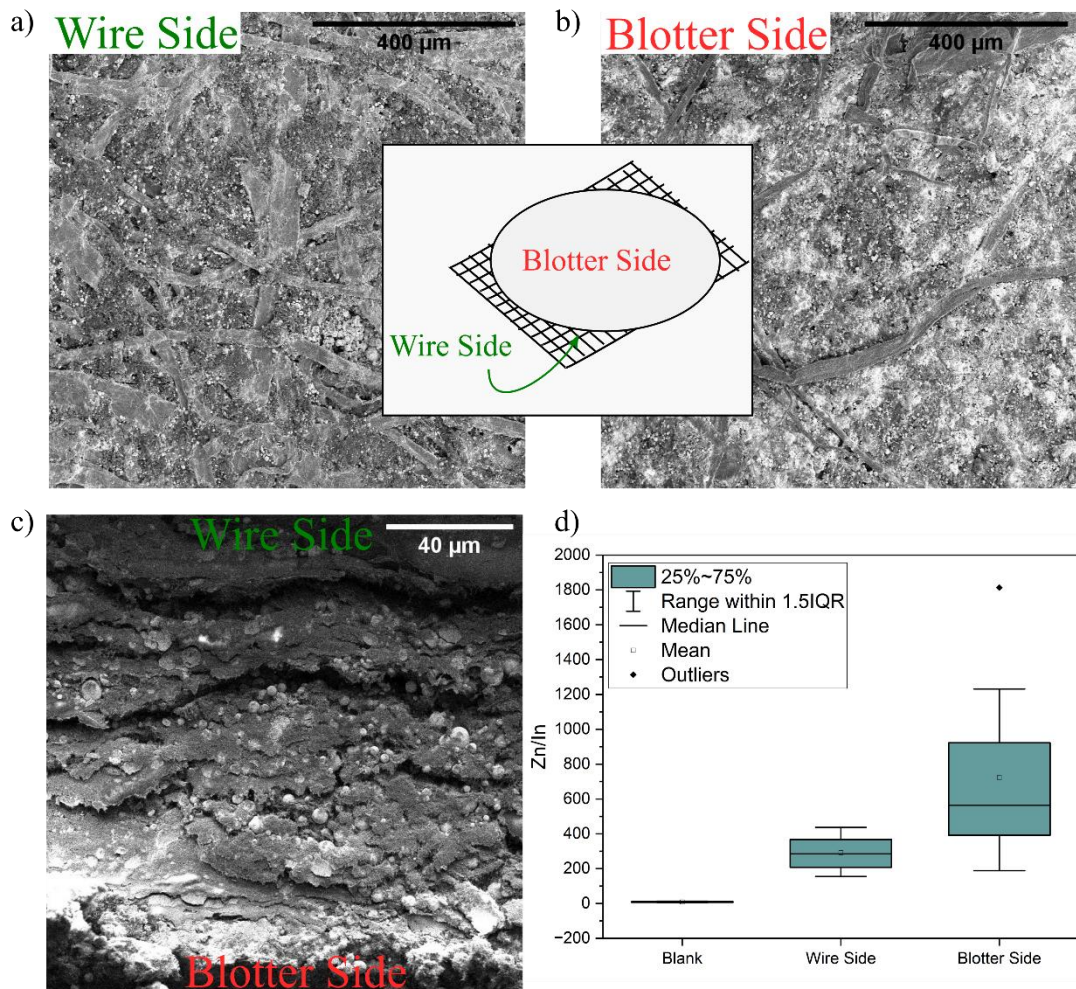 a)
Wire Side
400 µm
b)
Blotter Side
400 µm
Blotter Side
Wire Side
c)
Wire Side
40 µm
Blotter Side
d)
2000
1800
1600
1400
1200
1000
800
600
400
200
0
−200
Zn/In
25%~75%
Range within 1.5IQR
Median Line
Mean
Outliers
Blank
Wire Side
Blotter Side